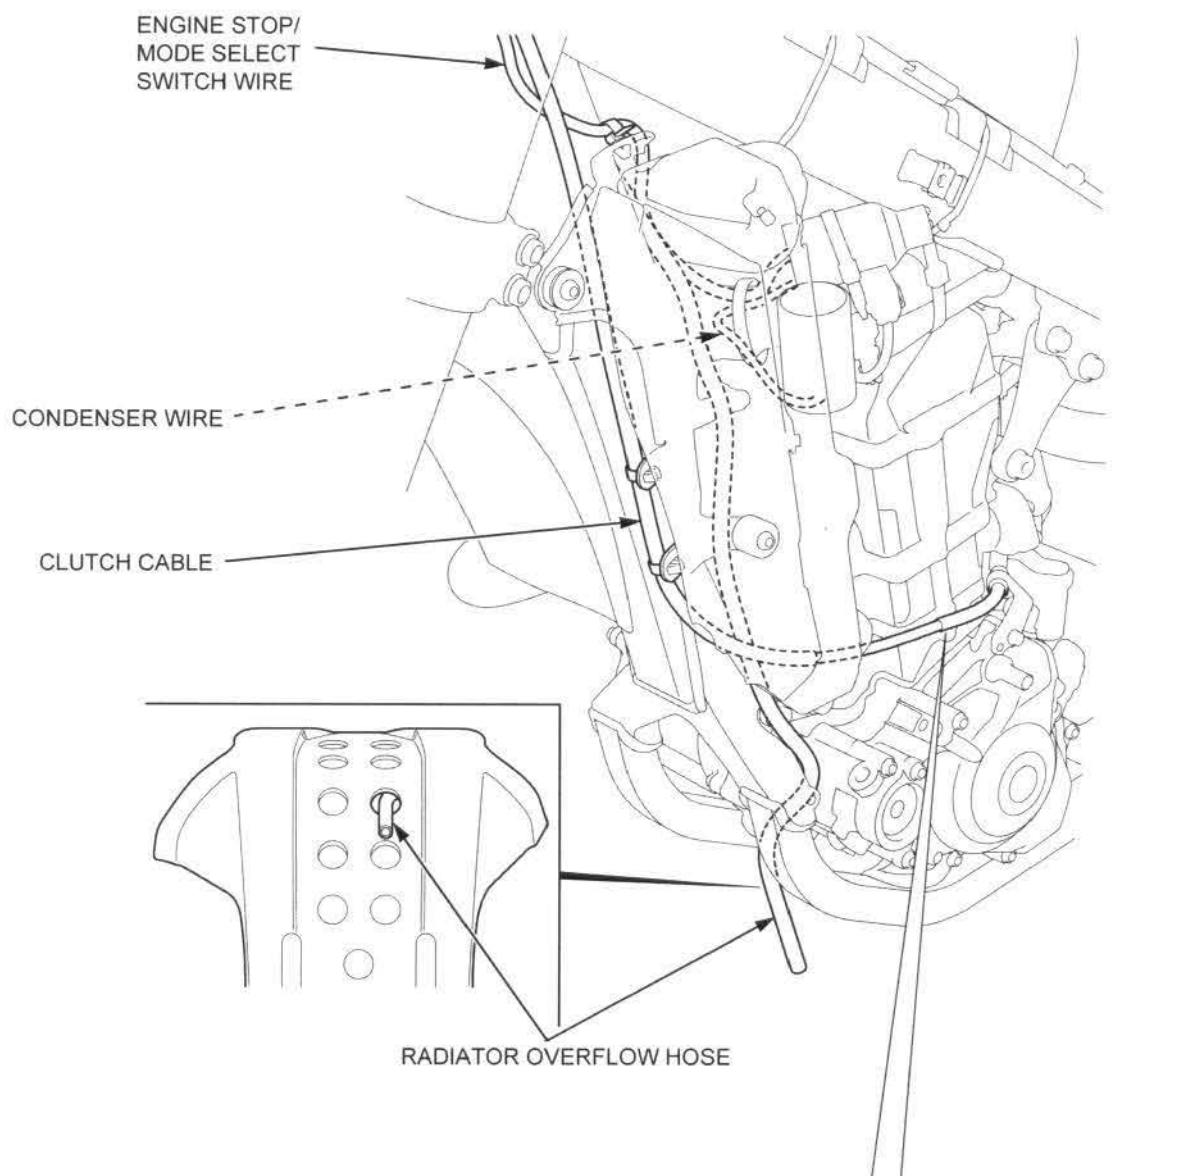 ENGINE STOP/
MODE SELECT
SWITCH WIRE
CONDENSER WIRE
CLUTCH CABLE
RADIATOR OVERFLOW HOSE